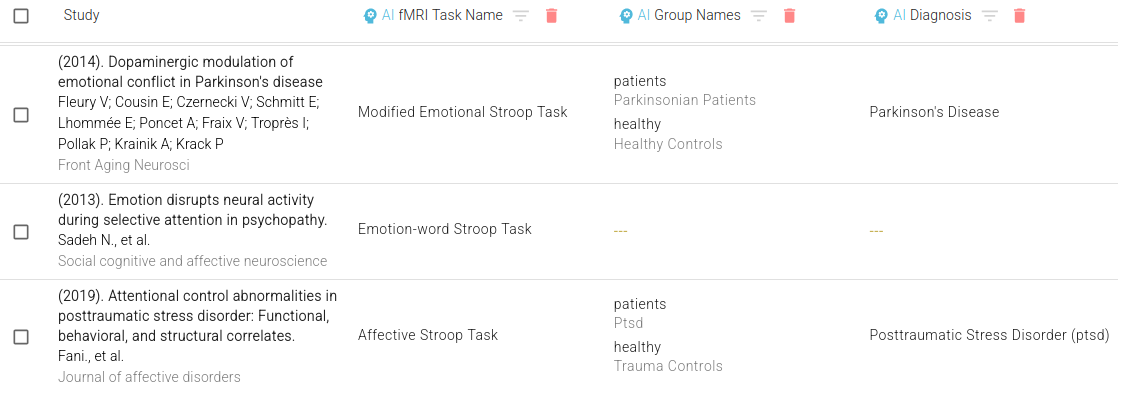 Study
AI fMRI Task Name
AI Group Names
AI Diagnosis
(2014). Dopaminergic modulation of
emotional conflict in Parkinson's disease
Fleury V; Cousin E; Czernecki V; Schmitt E;
Lhommée E; Poncet A; Fraix V; Troprès I;
Pollak P; Krainik A; Krack P
Front Aging Neurosci
Modified Emotional Stroop Task
patients
Parkinsonian Patients
healthy
Healthy Controls
Parkinson's Disease
(2013). Emotion disrupts neural activity
during selective attention in psychopathy.
Sadeh N., et al.
Social cognitive and affective neuroscience
Emotion-word Stroop Task
---
---
(2019). Attentional control abnormalities in
posttraumatic stress disorder: Functional,
behavioral, and structural correlates.
Fani., et al.
Journal of affective disorders
Affective Stroop Task
patients
Ptsd
healthy
Trauma Controls
Posttraumatic Stress Disorder (ptsd)